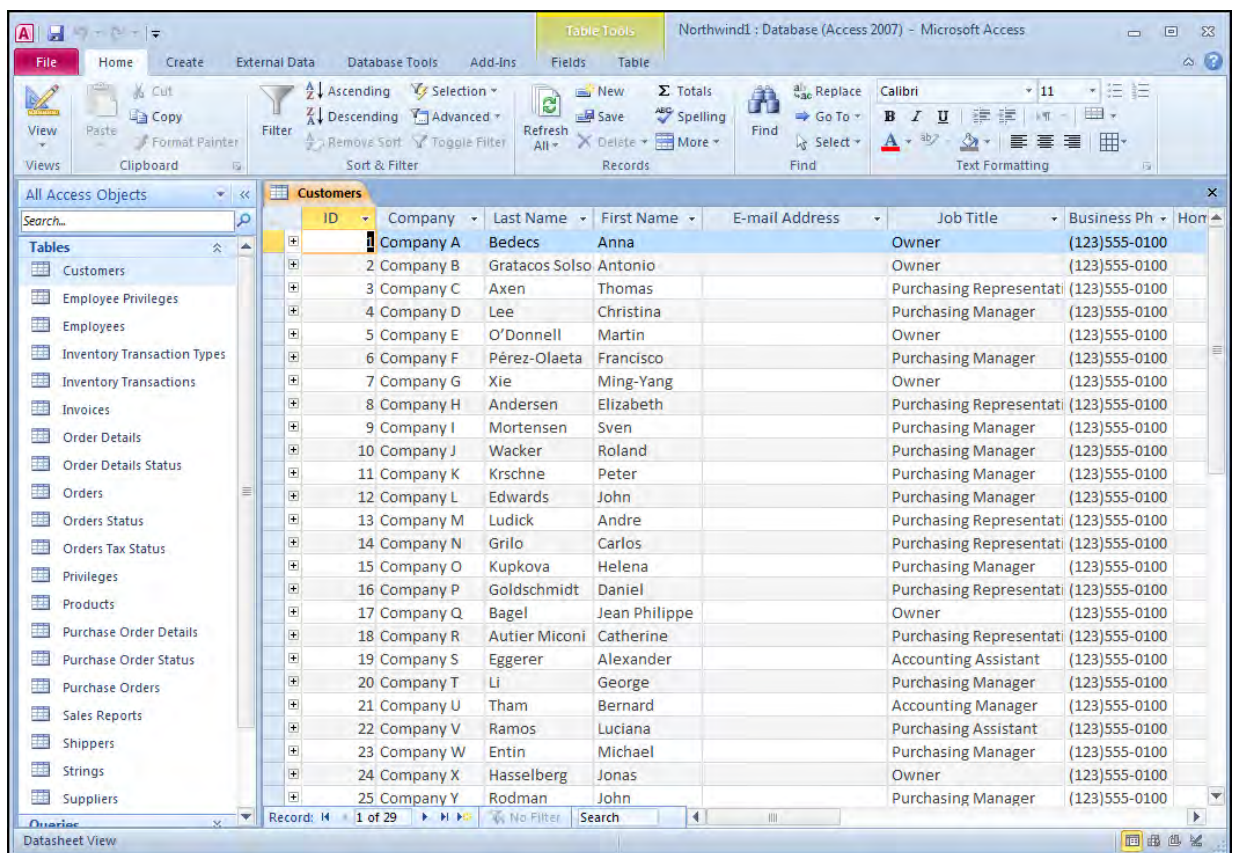 Table Tools Northwind1 : Database (Access 2007) - Microsoft Access
File Home Create External Data Database Tools Add-Ins Fields Table
View
Views
Paste
Cut
Copy
Format Painter
Clipboard
Filter
Ascending
Descending
Remove Sort
Selection
Advanced
Toggle Filter
Sort & Filter
Refresh
All
New
Save
Delete
Totals
Spelling
More
Records
Find
Replace
Go To
Select
Find
Calibri 11
B I U
Text Formatting
All Access Objects
Search...
Tables
Customers
Employee Privileges
Employees
Inventory Transaction Types
Inventory Transactions
Invoices
Order Details
Order Details Status
Orders
Orders Status
Orders Tax Status
Privileges
Products
Purchase Order Details
Purchase Order Status
Purchase Orders
Sales Reports
Shippers
Strings
Suppliers
Queries
Customers
ID Company Last Name First Name E-mail Address Job Title Business Ph Hom
1 Company A Bedecs Anna Owner (123)555-0100
2 Company B Gratacos Solso Antonio Owner (123)555-0100
3 Company C Axen Thomas Purchasing Representati (123)555-0100
4 Company D Lee Christina Purchasing Manager (123)555-0100
5 Company E O’Donnell Martin Owner (123)555-0100
6 Company F Pérez-Olaeta Francisco Purchasing Manager (123)555-0100
7 Company G Xie Ming-Yang Owner (123)555-0100
8 Company H Andersen Elizabeth Purchasing Representati (123)555-0100
9 Company I Mortensen Sven Purchasing Manager (123)555-0100
10 Company J Wacker Roland Purchasing Manager (123)555-0100
11 Company K Krschne Peter Purchasing Manager (123)555-0100
12 Company L Edwards John Purchasing Manager (123)555-0100
13 Company M Ludick Andre Purchasing Representati (123)555-0100
14 Company N Grilo Carlos Purchasing Representati (123)555-0100
15 Company O Kupkova Helena Purchasing Manager (123)555-0100
16 Company P Goldschmidt Daniel Purchasing Representati (123)555-0100
17 Company Q Bagel Jean Philippe Owner (123)555-0100
18 Company R Autier Miconi Catherine Purchasing Representati (123)555-0100
19 Company S Eggerer Alexander Accounting Assistant (123)555-0100
20 Company T Li George Purchasing Manager (123)555-0100
21 Company U Tham Bernard Accounting Manager (123)555-0100
22 Company V Ramos Luciana Purchasing Assistant (123)555-0100
23 Company W Entin Michael Purchasing Manager (123)555-0100
24 Company X Hasselberg Jonas Owner (123)555-0100
25 Company Y Rodman John Purchasing Manager (123)555-0100
Record: 1 of 29 No Filter Search
Datasheet View